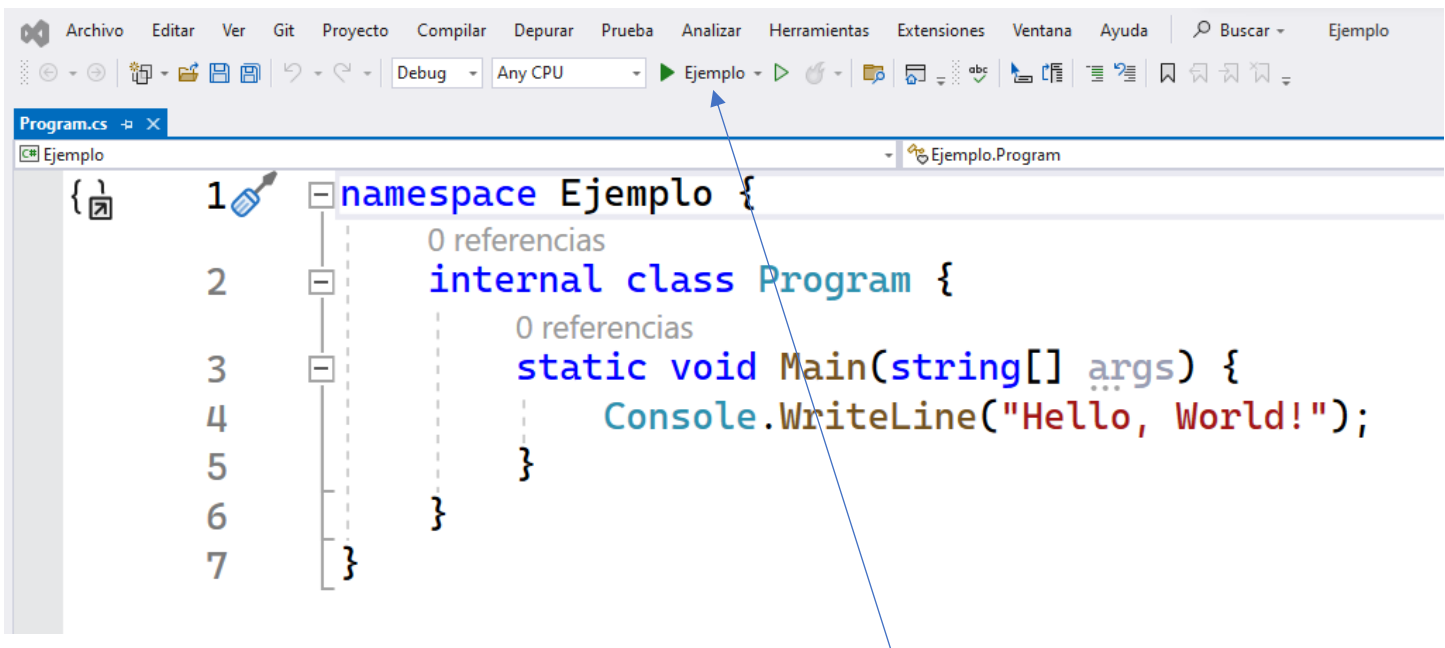 Archivo Editar Ver Git Proyecto Compilar Depurar Prueba Analizar Herramientas Extensiones Ventana Ayuda Buscar Ejemplo
Debug Any CPU Ejemplo abc
Program.cs
C# Ejemplo Ejemplo.Program
1 namespace Ejemplo {
0 referencias
2 internal class Program {
0 referencias
3 static void Main(string[] args) {
4 Console.WriteLine("Hello, World!");
5 }
6 }
7 }